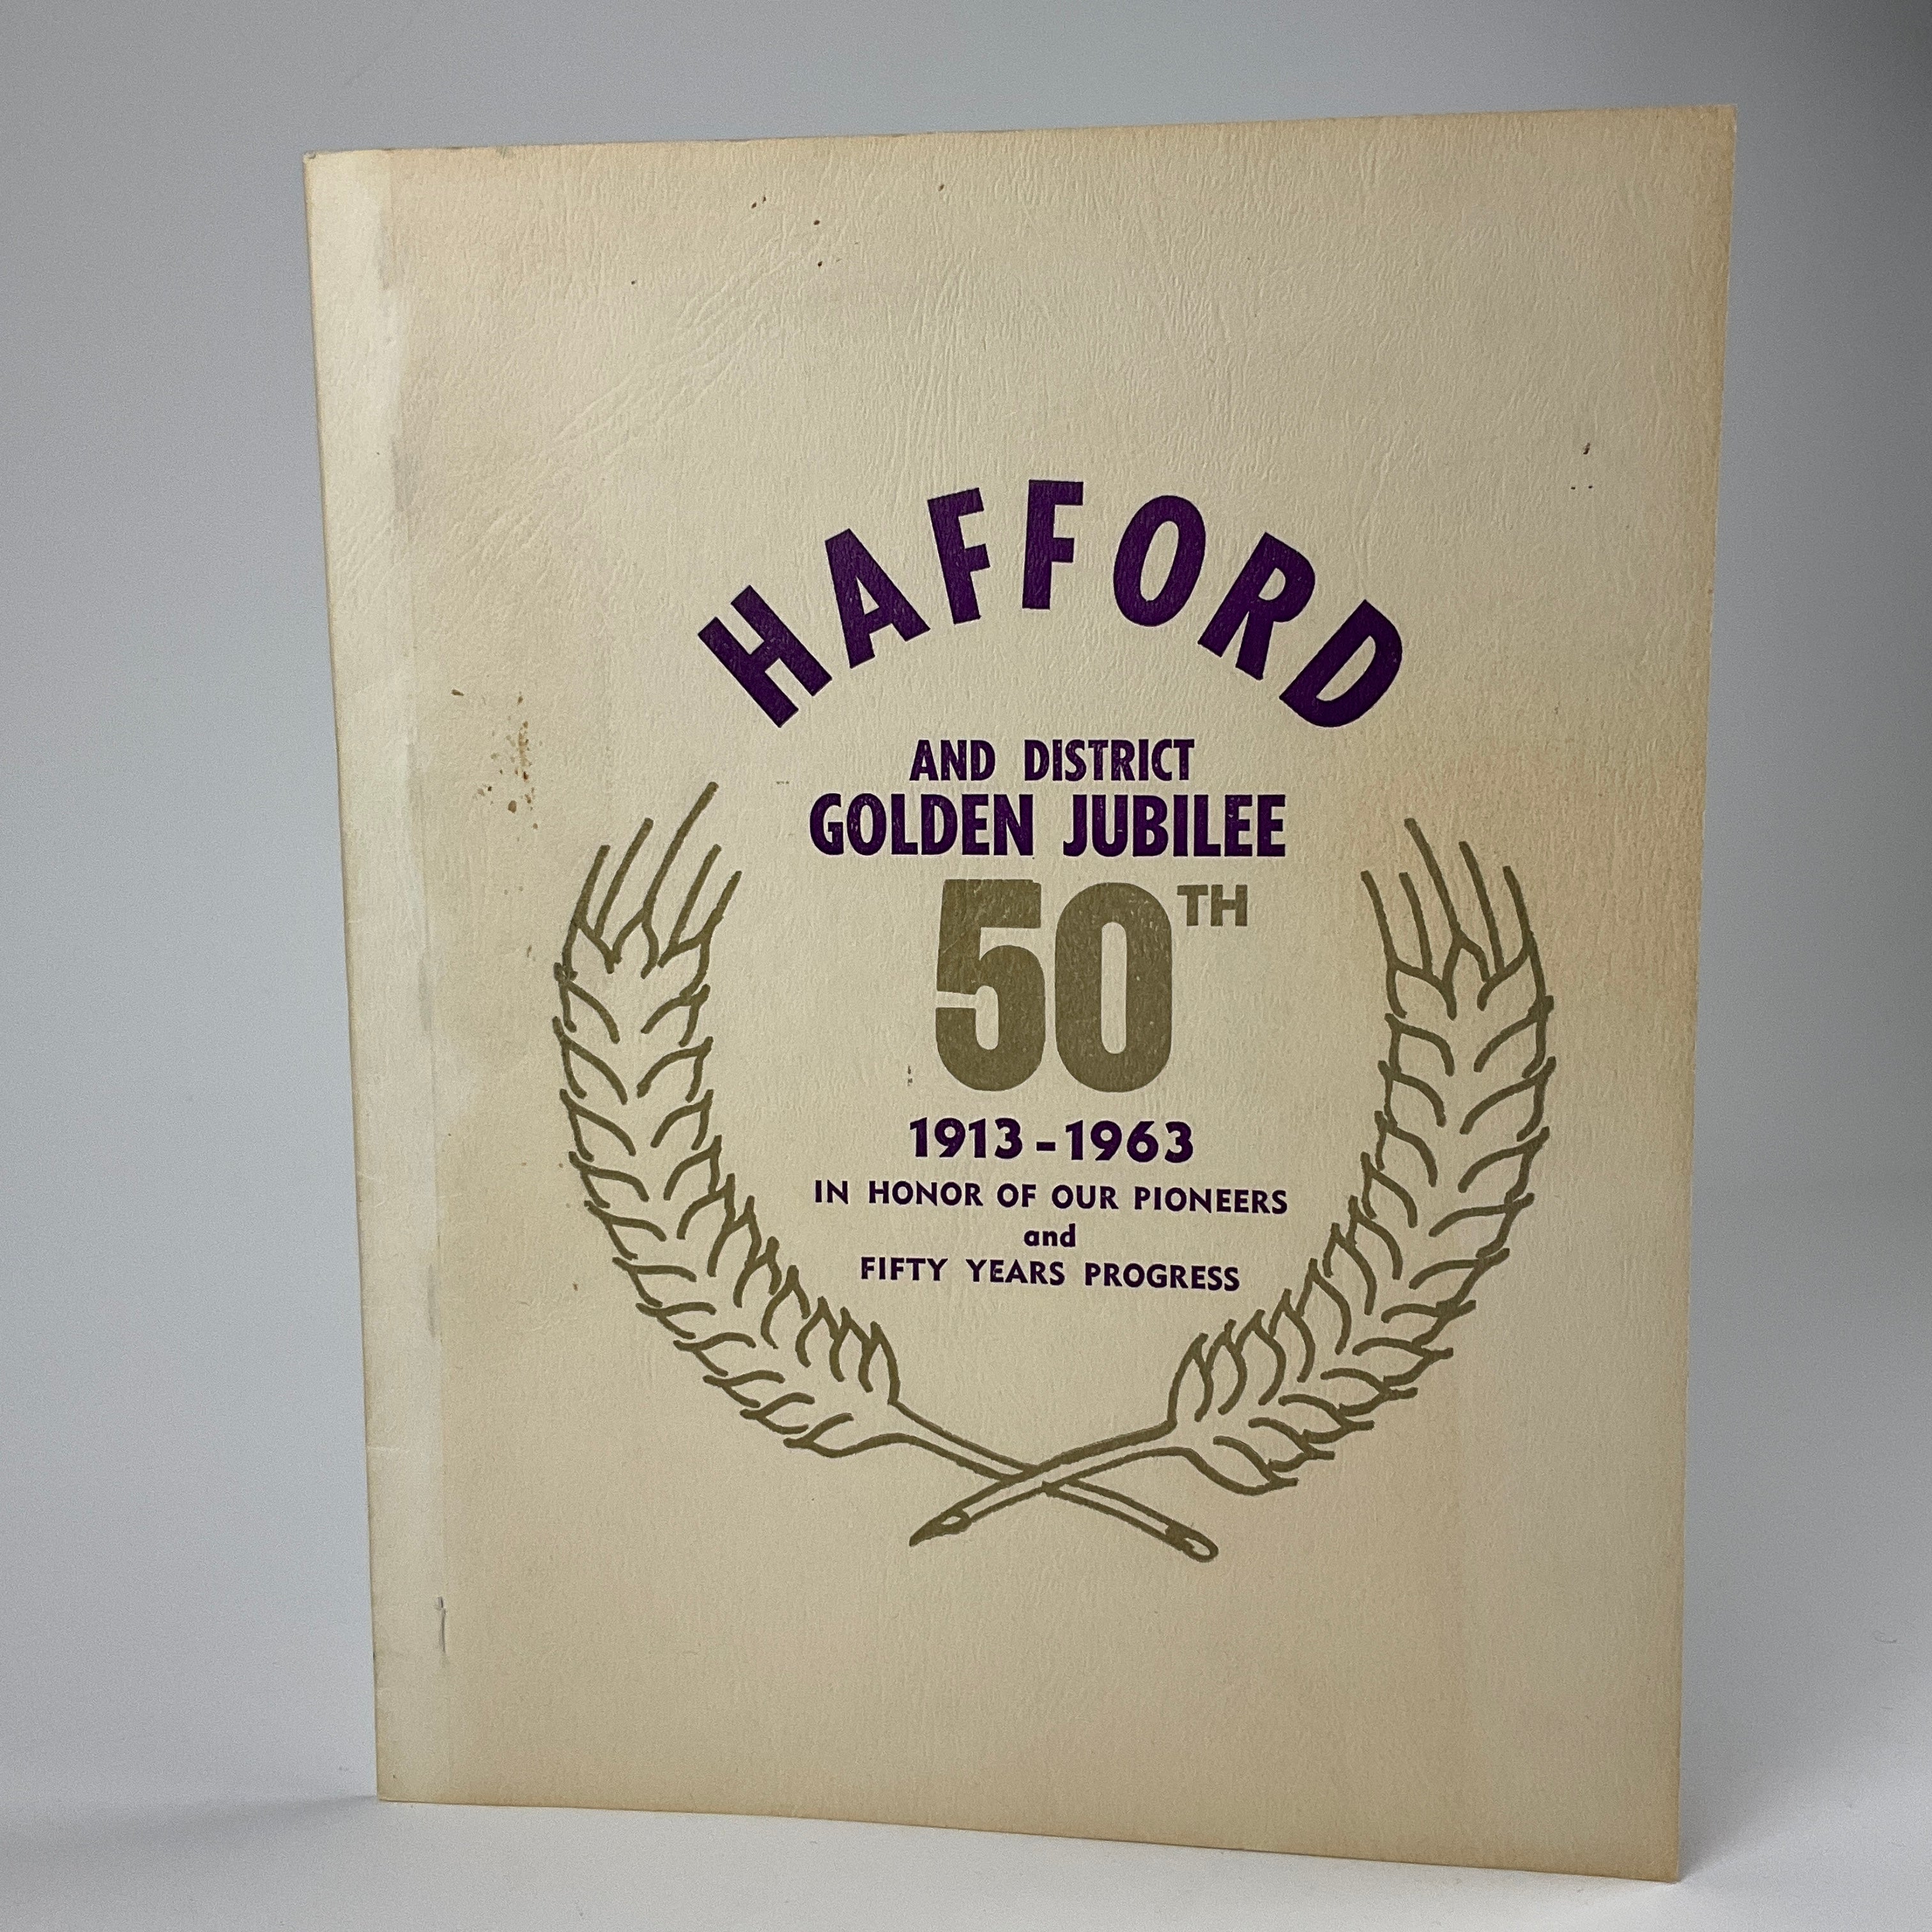 HAFFORD
AND DISTRICT
GOLDEN JUBILEE
50TH
1913-1963
IN HONOR OF OUR PIONEERS
and
FIFTY YEARS PROGRESS